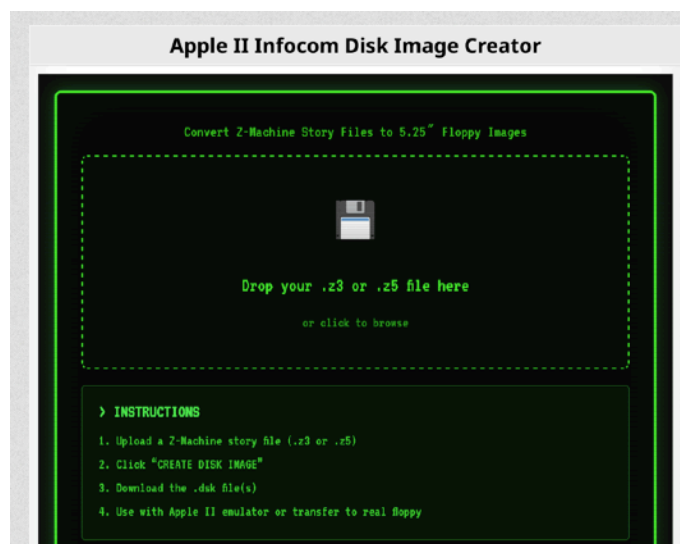 Apple II Infocom Disk Image Creator
Convert Z-Machine Story Files to 5.25″ Floppy Images
Drop your .z3 or .z5 file here
or click to browse
❯ INSTRUCTIONS
1. Upload a Z-Machine story file (.z3 or .z5)
2. Click “CREATE DISK IMAGE”
3. Download the .dsk file(s)
4. Use with Apple II emulator or transfer to real floppy